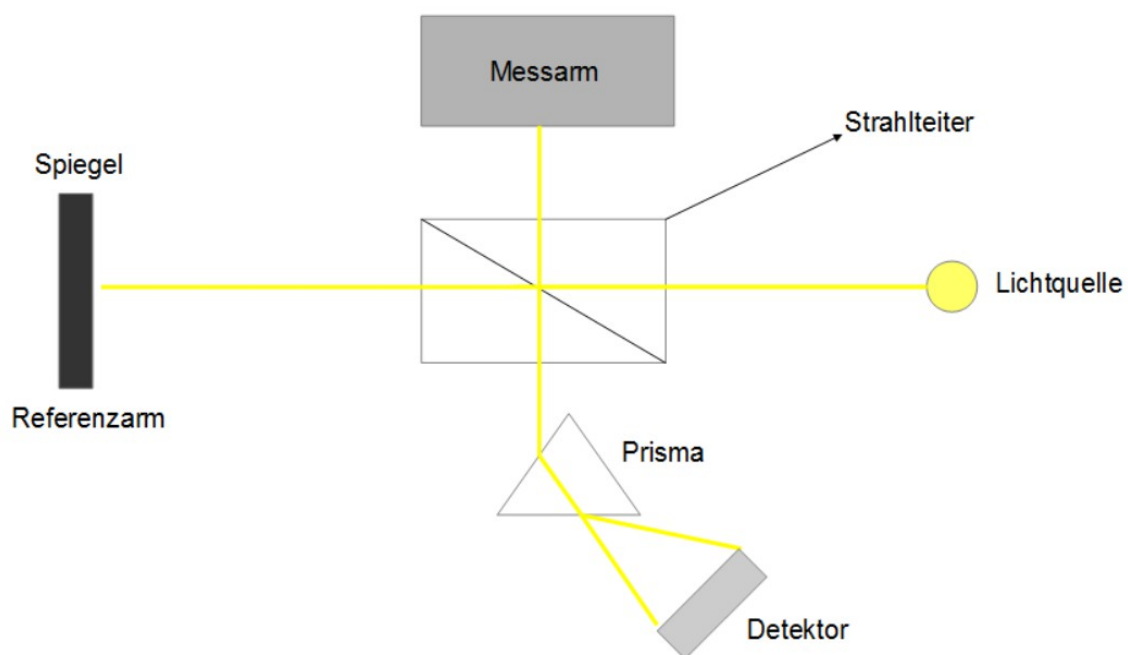 Messarm
Strahlteiter
Spiegel
Lichtquelle
Referenzarm
Prisma
Detektor